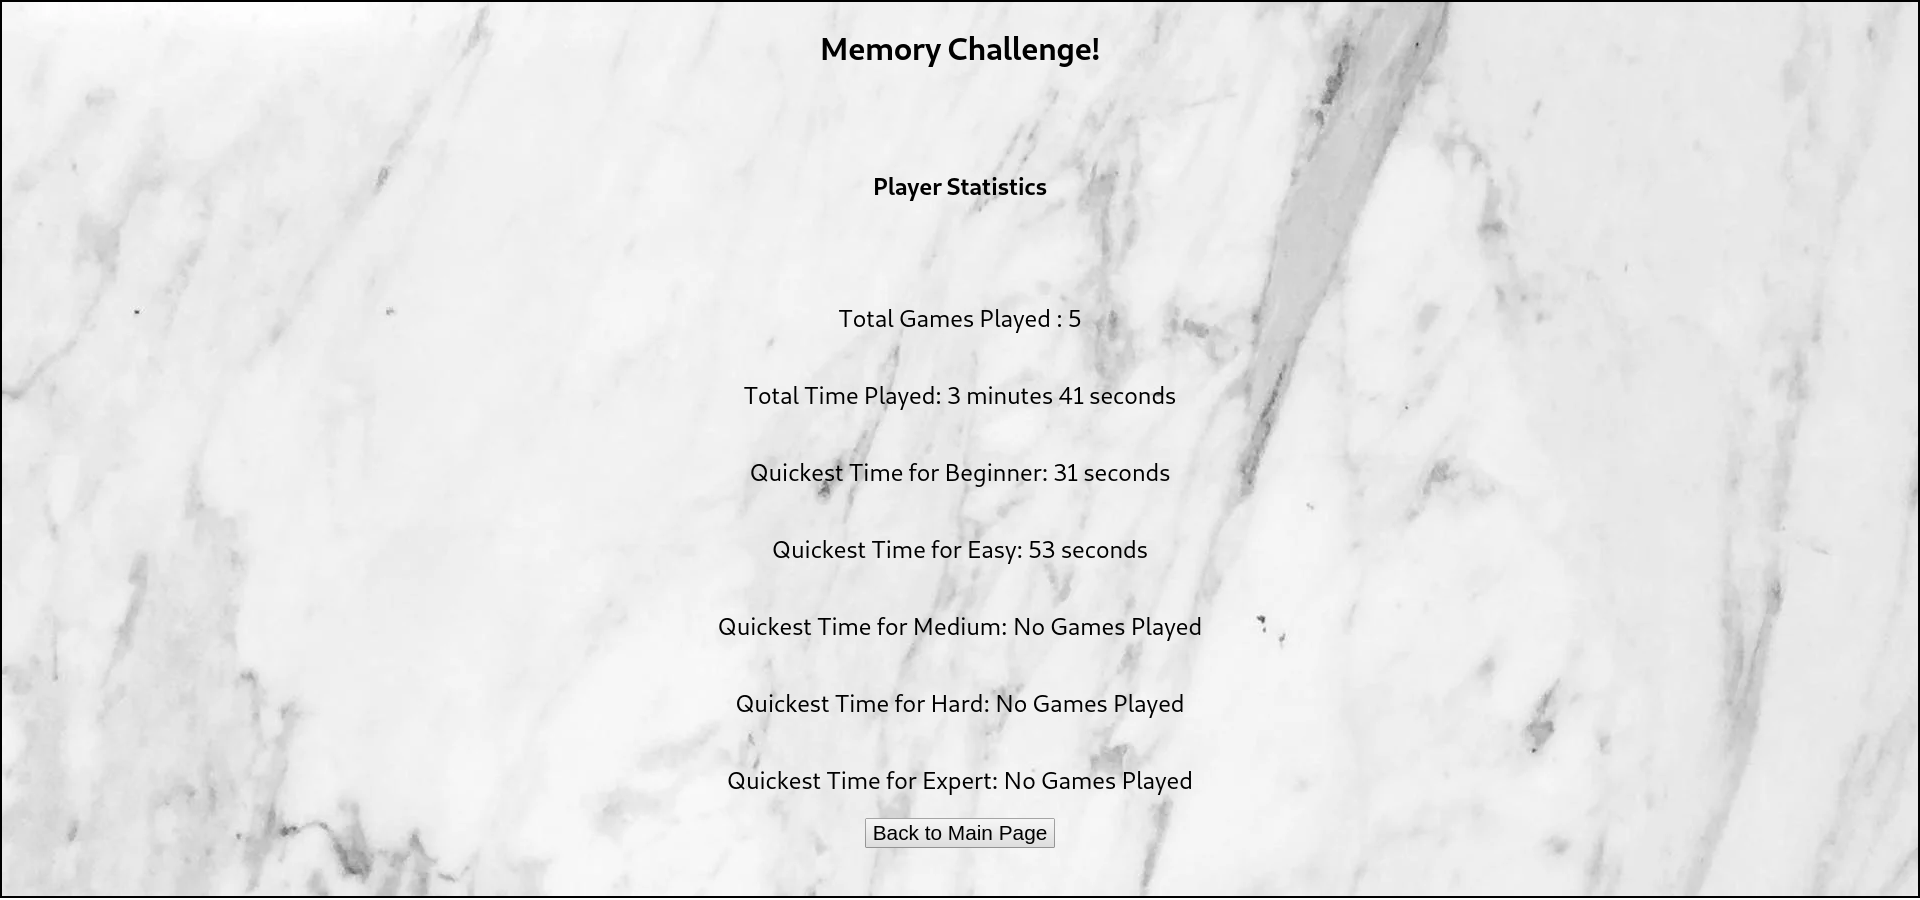 Memory Challenge!
Player Statistics
Total Games Played : 5
Total Time Played: 3 minutes 41 seconds
Quickest Time for Beginner: 31 seconds
Quickest Time for Easy: 53 seconds
Quickest Time for Medium: No Games Played
Quickest Time for Hard: No Games Played
Quickest Time for Expert: No Games Played
Back to Main Page